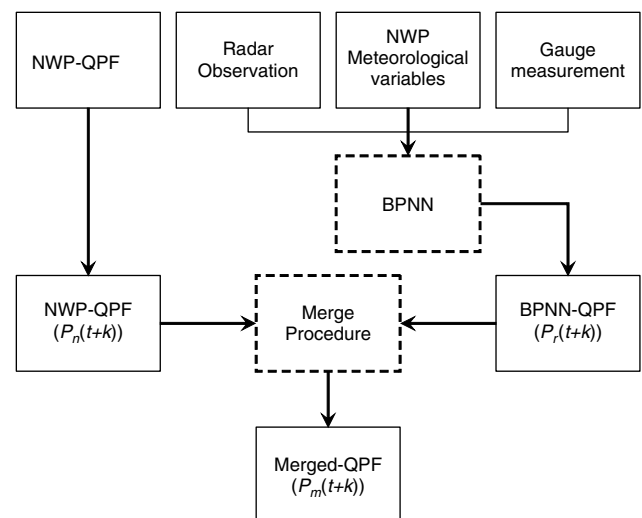 NWP-QPF
Radar
Observation
NWP
Meteorological
variables
Gauge
measurement
BPNN
NWP-QPF
(Pn(t+k))
Merge
Procedure
BPNN-QPF
(Pr(t+k))
Merged-QPF
(Pm(t+k))